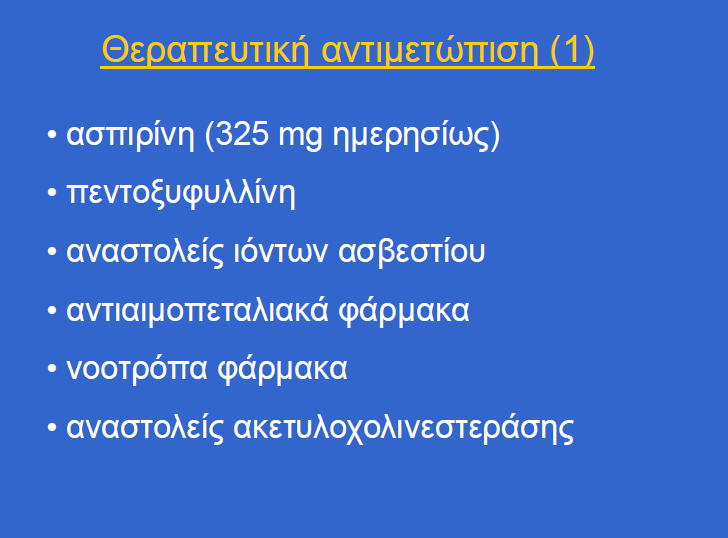 Θεραπευτική αντιμετώπιση (1)
• ασπιρίνη (325 mg ημερησίως)
• πεντοξυφυλλίνη
• αναστολείς ιόντων ασβεστίου
• αντιαιμοπεταλιακά φάρμακα
• νοοτρόπα φάρμακα
• αναστολείς ακετυλοχολινεστεράσης